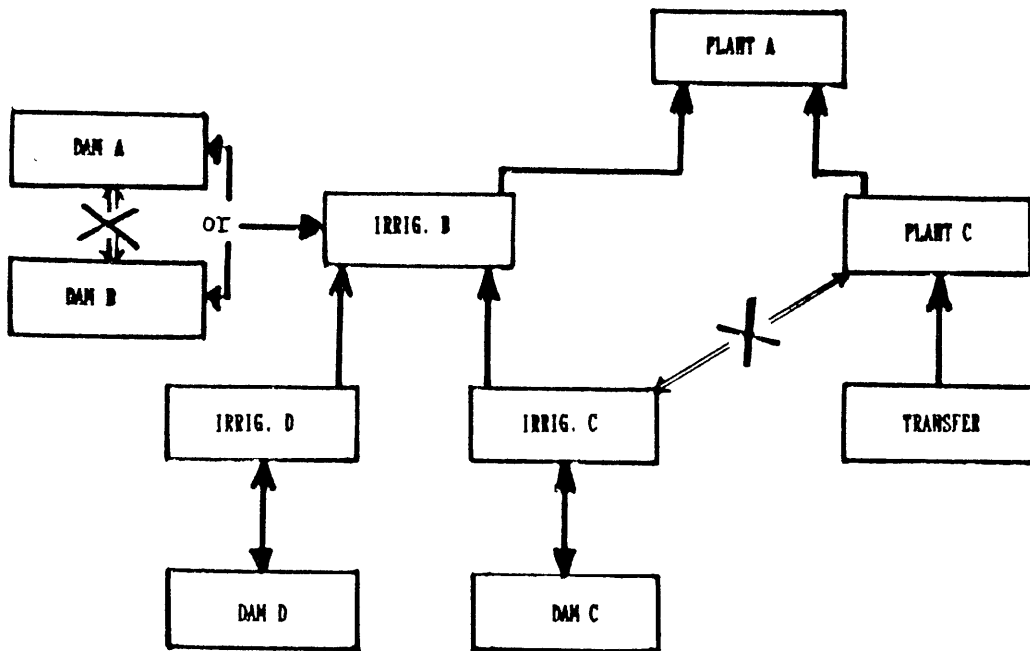 PLANT A
DAM A
or
IRRIG. B
PLANT C
DAM B
IRRIG. D
IRRIG. C
TRANSFER
DAM D
DAM C